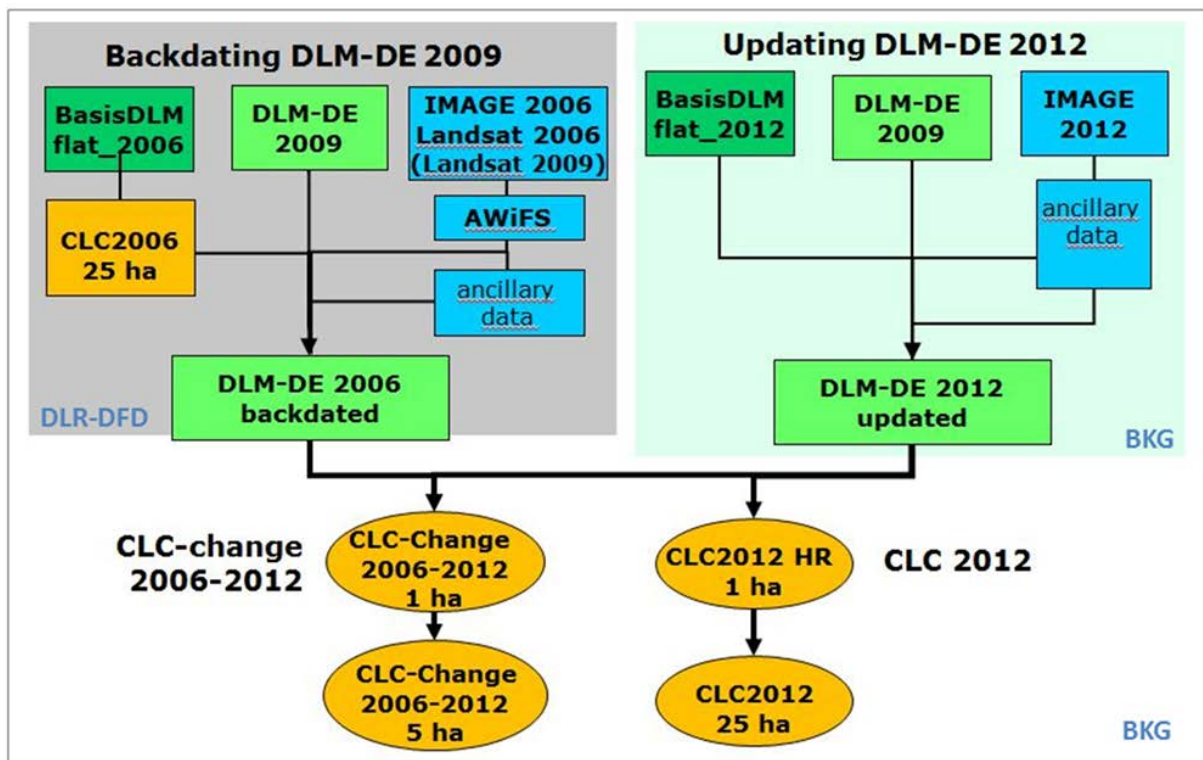 Backdating DLM-DE 2009
BasisDLM
flat_2006
DLM-DE
2009
IMAGE 2006
Landsat 2006
(Landsat 2009)
AWiFS
CLC2006
25 ha
ancillary
data
DLM-DE 2006
backdated
DLR-DFD
Updating DLM-DE 2012
BasisDLM
flat_2012
DLM-DE
2009
IMAGE
2012
ancillary
data
DLM-DE 2012
updated
BKG
CLC-change
2006-2012
CLC-Change
2006-2012
1 ha
CLC2012 HR
1 ha
CLC 2012
CLC-Change
2006-2012
5 ha
CLC2012
25 ha
BKG